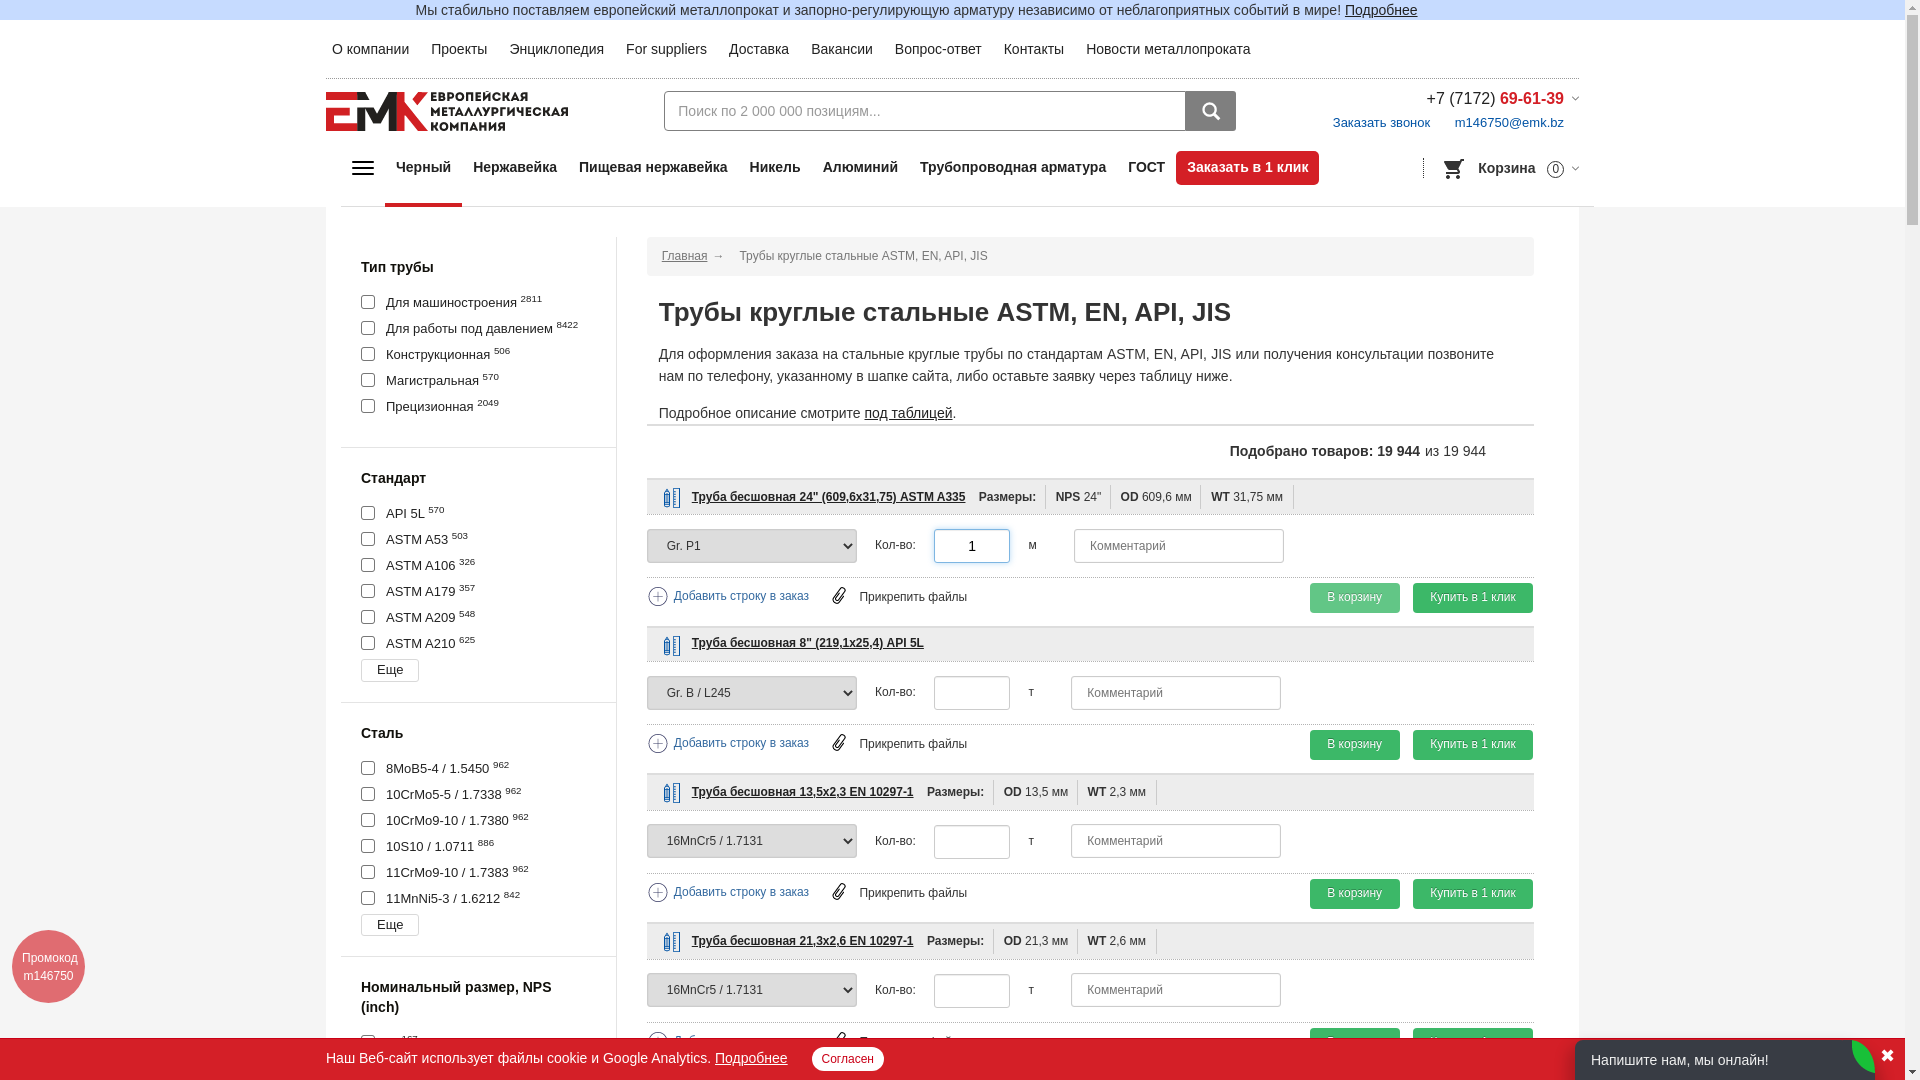 Мы стабильно поставляем европейский металлопрокат и запорно-регулирующую арматуру независимо от неблагоприятных событий в мире! Подробнее
О компании Проекты Энциклопедия For suppliers Доставка Вакансии Вопрос-ответ Контакты Новости металлопроката
ЕМК ЕВРОПЕЙСКАЯ
МЕТАЛЛУРГИЧЕСКАЯ
КОМПАНИЯ
Поиск по 2 000 000 позициям...
+7 (7172) 69-61-39
Заказать звонок m146750@emk.bz
Черный Нержавейка Пищевая нержавейка Никель Алюминий Трубопроводная арматура ГОСТ Заказать в 1 клик
Корзина 0
Тип трубы
Для машиностроения 2811
Для работы под давлением 8422
Конструкционная 506
Магистральная 570
Прецизионная 2049
Стандарт
API 5L 570
ASTM A53 503
ASTM A106 326
ASTM A179 357
ASTM A209 548
ASTM A210 625
Еще
Сталь
8MoB5-4 / 1.5450 962
10CrMo5-5 / 1.7338 962
10CrMo9-10 / 1.7380 962
10S10 / 1.0711 886
11CrMo9-10 / 1.7383 962
11MnNi5-3 / 1.6212 842
Еще
Номинальный размер, NPS
(inch)
Главная → Трубы круглые стальные ASTM, EN, API, JIS
Трубы круглые стальные ASTM, EN, API, JIS
Для оформления заказа на стальные круглые трубы по стандартам ASTM, EN, API, JIS или получения консультации позвоните
нам по телефону, указанному в шапке сайта, либо оставьте заявку через таблицу ниже.
Подробное описание смотрите под таблицей.
Подобрано товаров: 19 944 из 19 944
Труба бесшовная 24" (609,6x31,75) ASTM A335 Размеры: NPS 24" OD 609,6 мм WT 31,75 мм
Gr. P1 Кол-во: 1 м Комментарий
Добавить строку в заказ Прикрепить файлы В корзину Купить в 1 клик
Труба бесшовная 8" (219,1x25,4) API 5L
Gr. B / L245 Кол-во: т Комментарий
Добавить строку в заказ Прикрепить файлы В корзину Купить в 1 клик
Труба бесшовная 13,5x2,3 EN 10297-1 Размеры: OD 13,5 мм WT 2,3 мм
16MnCr5 / 1.7131 Кол-во: т Комментарий
Добавить строку в заказ Прикрепить файлы В корзину Купить в 1 клик
Труба бесшовная 21,3x2,6 EN 10297-1 Размеры: OD 21,3 мм WT 2,6 мм
16MnCr5 / 1.7131 Кол-во: т Комментарий
Промокод
m146750
Наш Веб-сайт использует файлы cookie и Google Analytics. Подробнее Согласен
Напишите нам, мы онлайн!